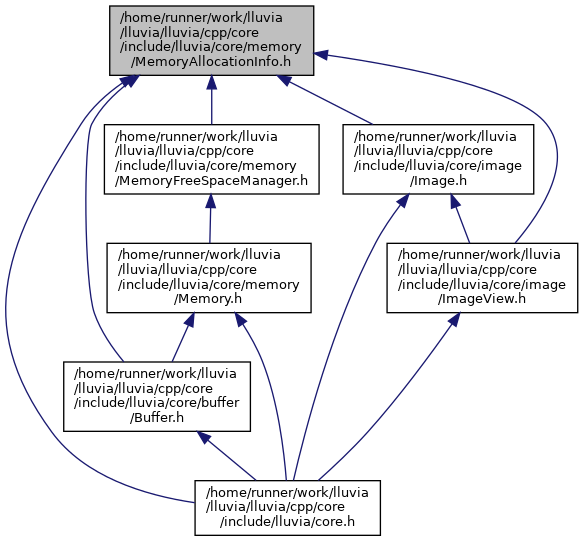 /home/runner/work/lluvia
/lluvia/lluvia/cpp/core
/include/lluvia/core/memory
/MemoryAllocationInfo.h
/home/runner/work/lluvia
/lluvia/lluvia/cpp/core
/include/lluvia/core/memory
/MemoryFreeSpaceManager.h
/home/runner/work/lluvia
/lluvia/lluvia/cpp/core
/include/lluvia/core/image
/Image.h
/home/runner/work/lluvia
/lluvia/lluvia/cpp/core
/include/lluvia/core/memory
/Memory.h
/home/runner/work/lluvia
/lluvia/lluvia/cpp/core
/include/lluvia/core/image
/ImageView.h
/home/runner/work/lluvia
/lluvia/lluvia/cpp/core
/include/lluvia/core/buffer
/Buffer.h
/home/runner/work/lluvia
/lluvia/lluvia/cpp/core
/include/lluvia/core.h